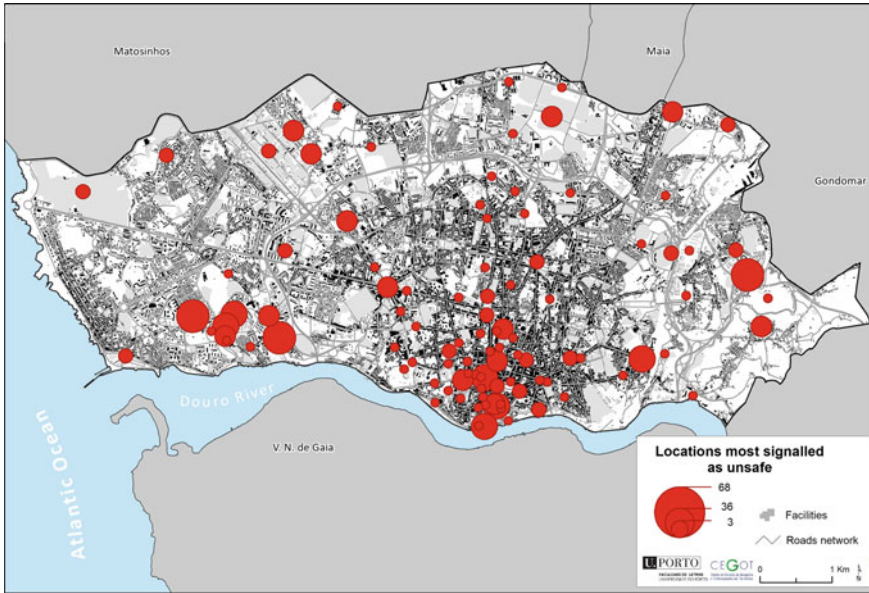 Matosinhos
Maia
Gondomar
Douro River
V. N. de Gaia
Atlantic Ocean
Locations most signalled
as unsafe
68
36
3
Facilities
Roads network
U. PORTO
CEGOT
0
1 Km
N